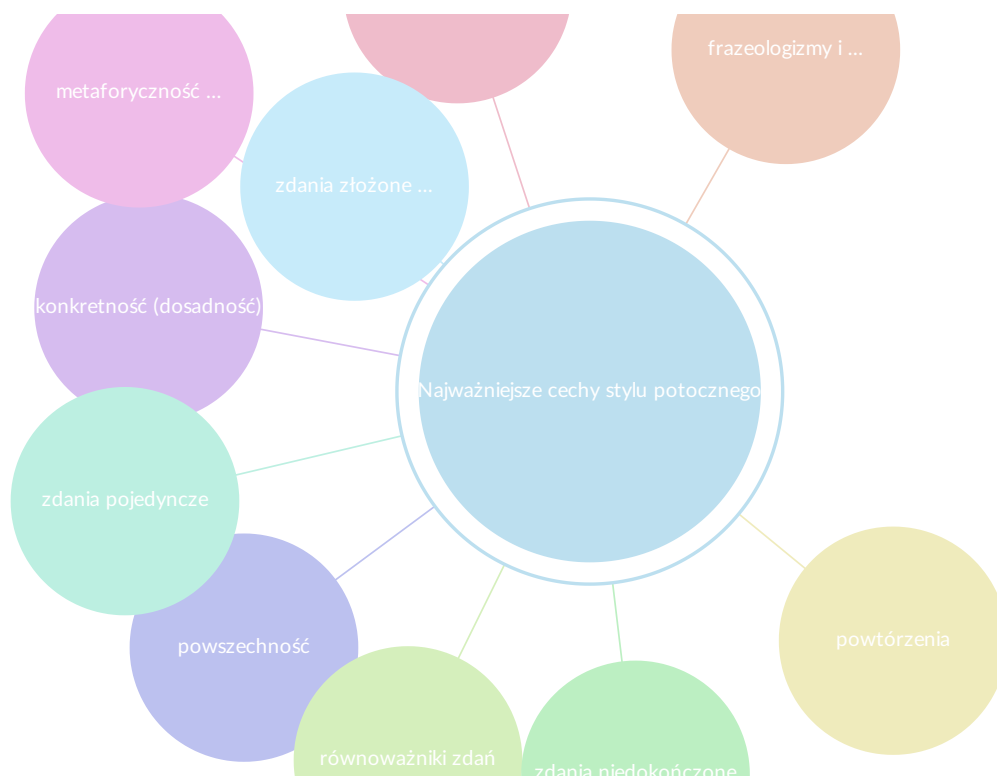 frazeologizmy i ...
metaforyczność ...
zdania złożone ...
konkretność (dosadność)
Najważniejsze cechy stylu potocznego
zdania pojedyncze
powtórzenia
powszechność
równoważniki zdań
zdania niedokończone